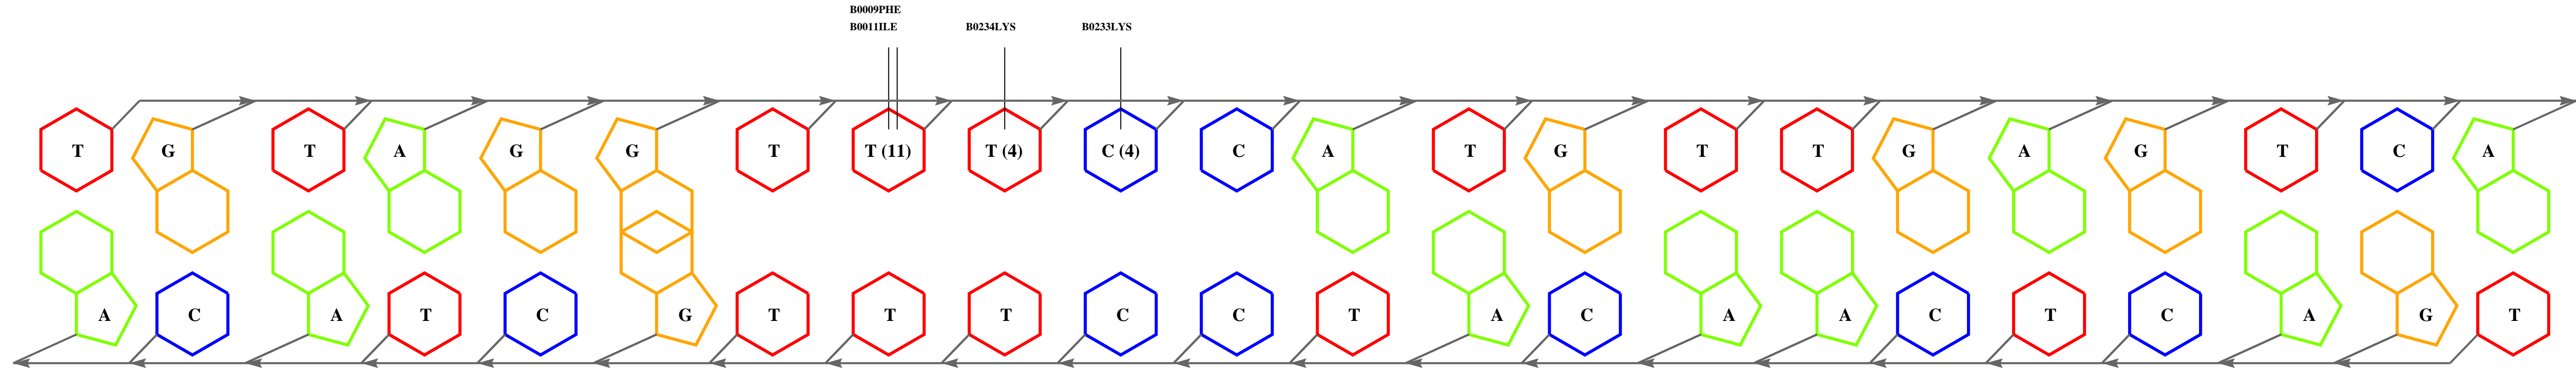 B0009PHE
B0011ILE B0234LYS B0233LYS
T G T A G G T T (11) T (4) C (4) C A T G T T G A G T C A
A C A T C G T T T C C T A C A A C T C A G T